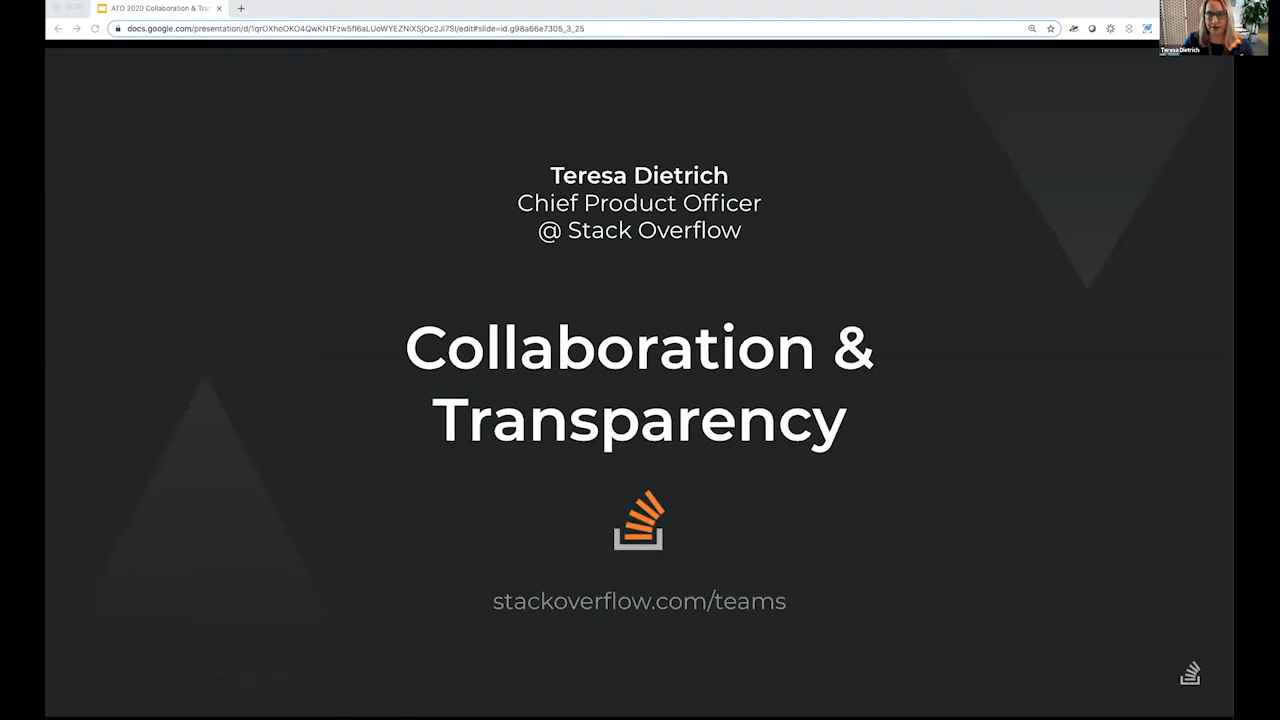 ATO 2020 Collaboration & Tra
docs.google.com/presentation/d/1qrOXhoOKO4QwKN1Fzw5fl6aLUoWYEZNiXSjOc2Jl7SI/edit#slide=id.g98a66e7305_3_25
Teresa Dietrich
Teresa Dietrich
Chief Product Officer
@ Stack Overflow
Collaboration &
Transparency
stackoverflow.com/teams